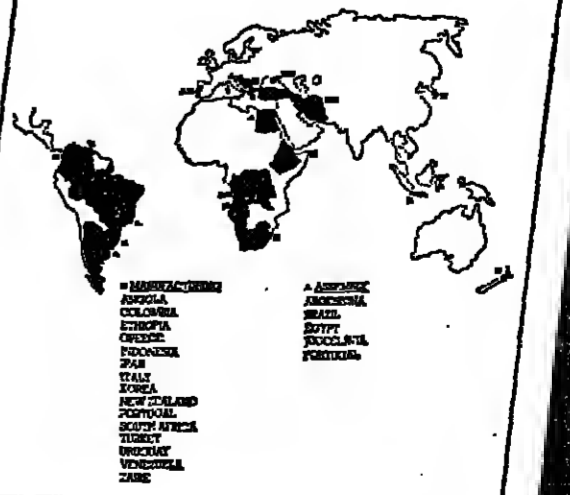 MANUFACTURING
ANGOLA
COLOMBIA
ETHIOPIA
GREECE
INDONESIA
IRAN
ITALY
KOREA
NEW ZEALAND
PORTUGAL
SOUTH AFRICA
TURKEY
URUGUAY
VENEZUELA
ZAIRE
ASSEMBLY
ARGENTINA
BRAZIL
EGYPT
YUGOSLAVIA
PORTUGAL